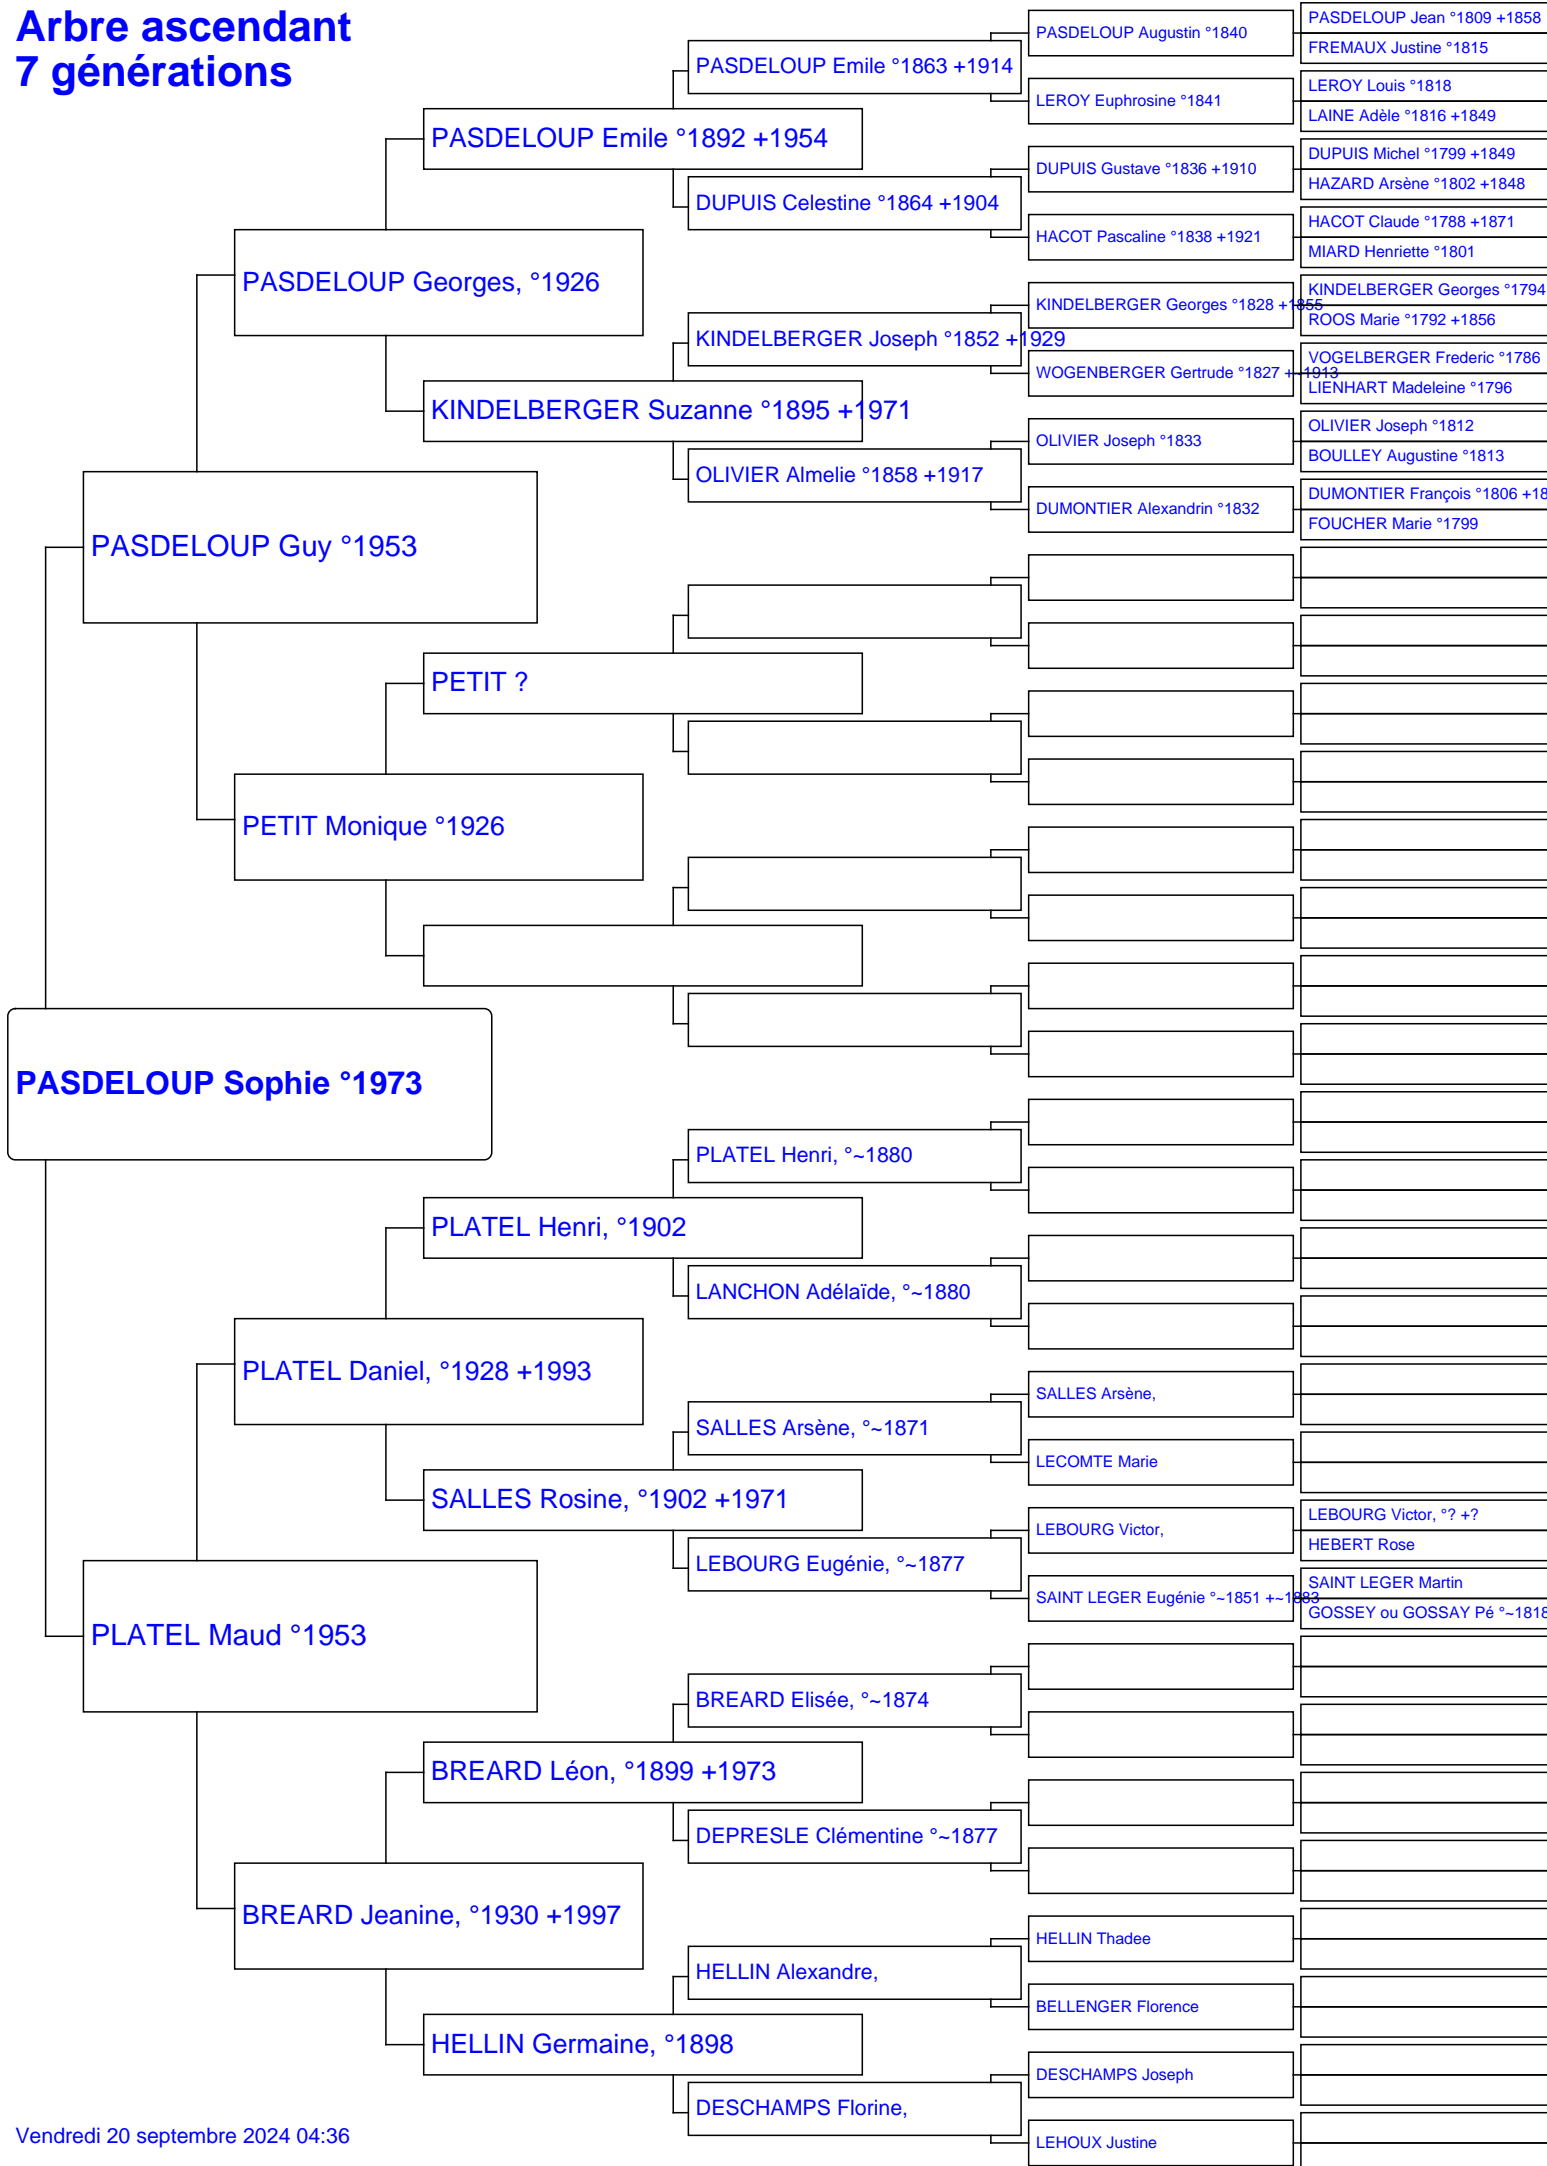 Arbre ascendant
7 générations
PASDELOUP Sophie °1973
PASDELOUP Guy °1953
PLATEL Maud °1953
PASDELOUP Georges, °1926
PETIT Monique °1926
PLATEL Daniel, °1928 +1993
BREARD Jeanine, °1930 +1997
PASDELOUP Emile °1892 +1954
KINDELBERGER Suzanne °1895 +1971
PETIT ?
PLATEL Henri, °1902
SALLES Rosine, °1902 +1971
BREARD Léon, °1899 +1973
HELLIN Germaine, °1898
PASDELOUP Emile °1863 +1914
DUPUIS Celestine °1864 +1904
KINDELBERGER Joseph °1852 +1929
OLIVIER Almelie °1858 +1917
PLATEL Henri, °~1880
LANCHON Adélaïde, °~1880
SALLES Arsène, °~1871
LEBOURG Eugénie, °~1877
BREARD Elisée, °~1874
DEPRESLE Clémentine °~1877
HELLIN Alexandre,
DESCHAMPS Florine,
PASDELOUP Augustin °1840
LEROY Euphrosine °1841
DUPUIS Gustave °1836 +1910
HACOT Pascaline °1838 +1921
KINDELBERGER Georges °1828 +1855
WOGENBERGER Gertrude °1827 +~1913
OLIVIER Joseph °1833
DUMONTIER Alexandrin °1832
SALLES Arsène,
LECOMTE Marie
LEBOURG Victor,
SAINT LEGER Eugénie °~1851 +~1883
HELLIN Thadee
BELLENGER Florence
DESCHAMPS Joseph
LEHOUX Justine
PASDELOUP Jean °1809 +1858
FREMAUX Justine °1815
LEROY Louis °1818
LAINE Adèle °1816 +1849
DUPUIS Michel °1799 +1849
HAZARD Arsène °1802 +1848
HACOT Claude °1788 +1871
MIARD Henriette °1801
KINDELBERGER Georges °1794
ROOS Marie °1792 +1856
VOGELBERGER Frederic °1786
LIENHART Madeleine °1796
OLIVIER Joseph °1812
BOULLEY Augustine °1813
DUMONTIER François °1806 +18
FOUCHER Marie °1799
LEBOURG Victor, °? +?
HEBERT Rose
SAINT LEGER Martin
GOSSEY ou GOSSAY Pé °~1818
Vendredi 20 septembre 2024 04:36